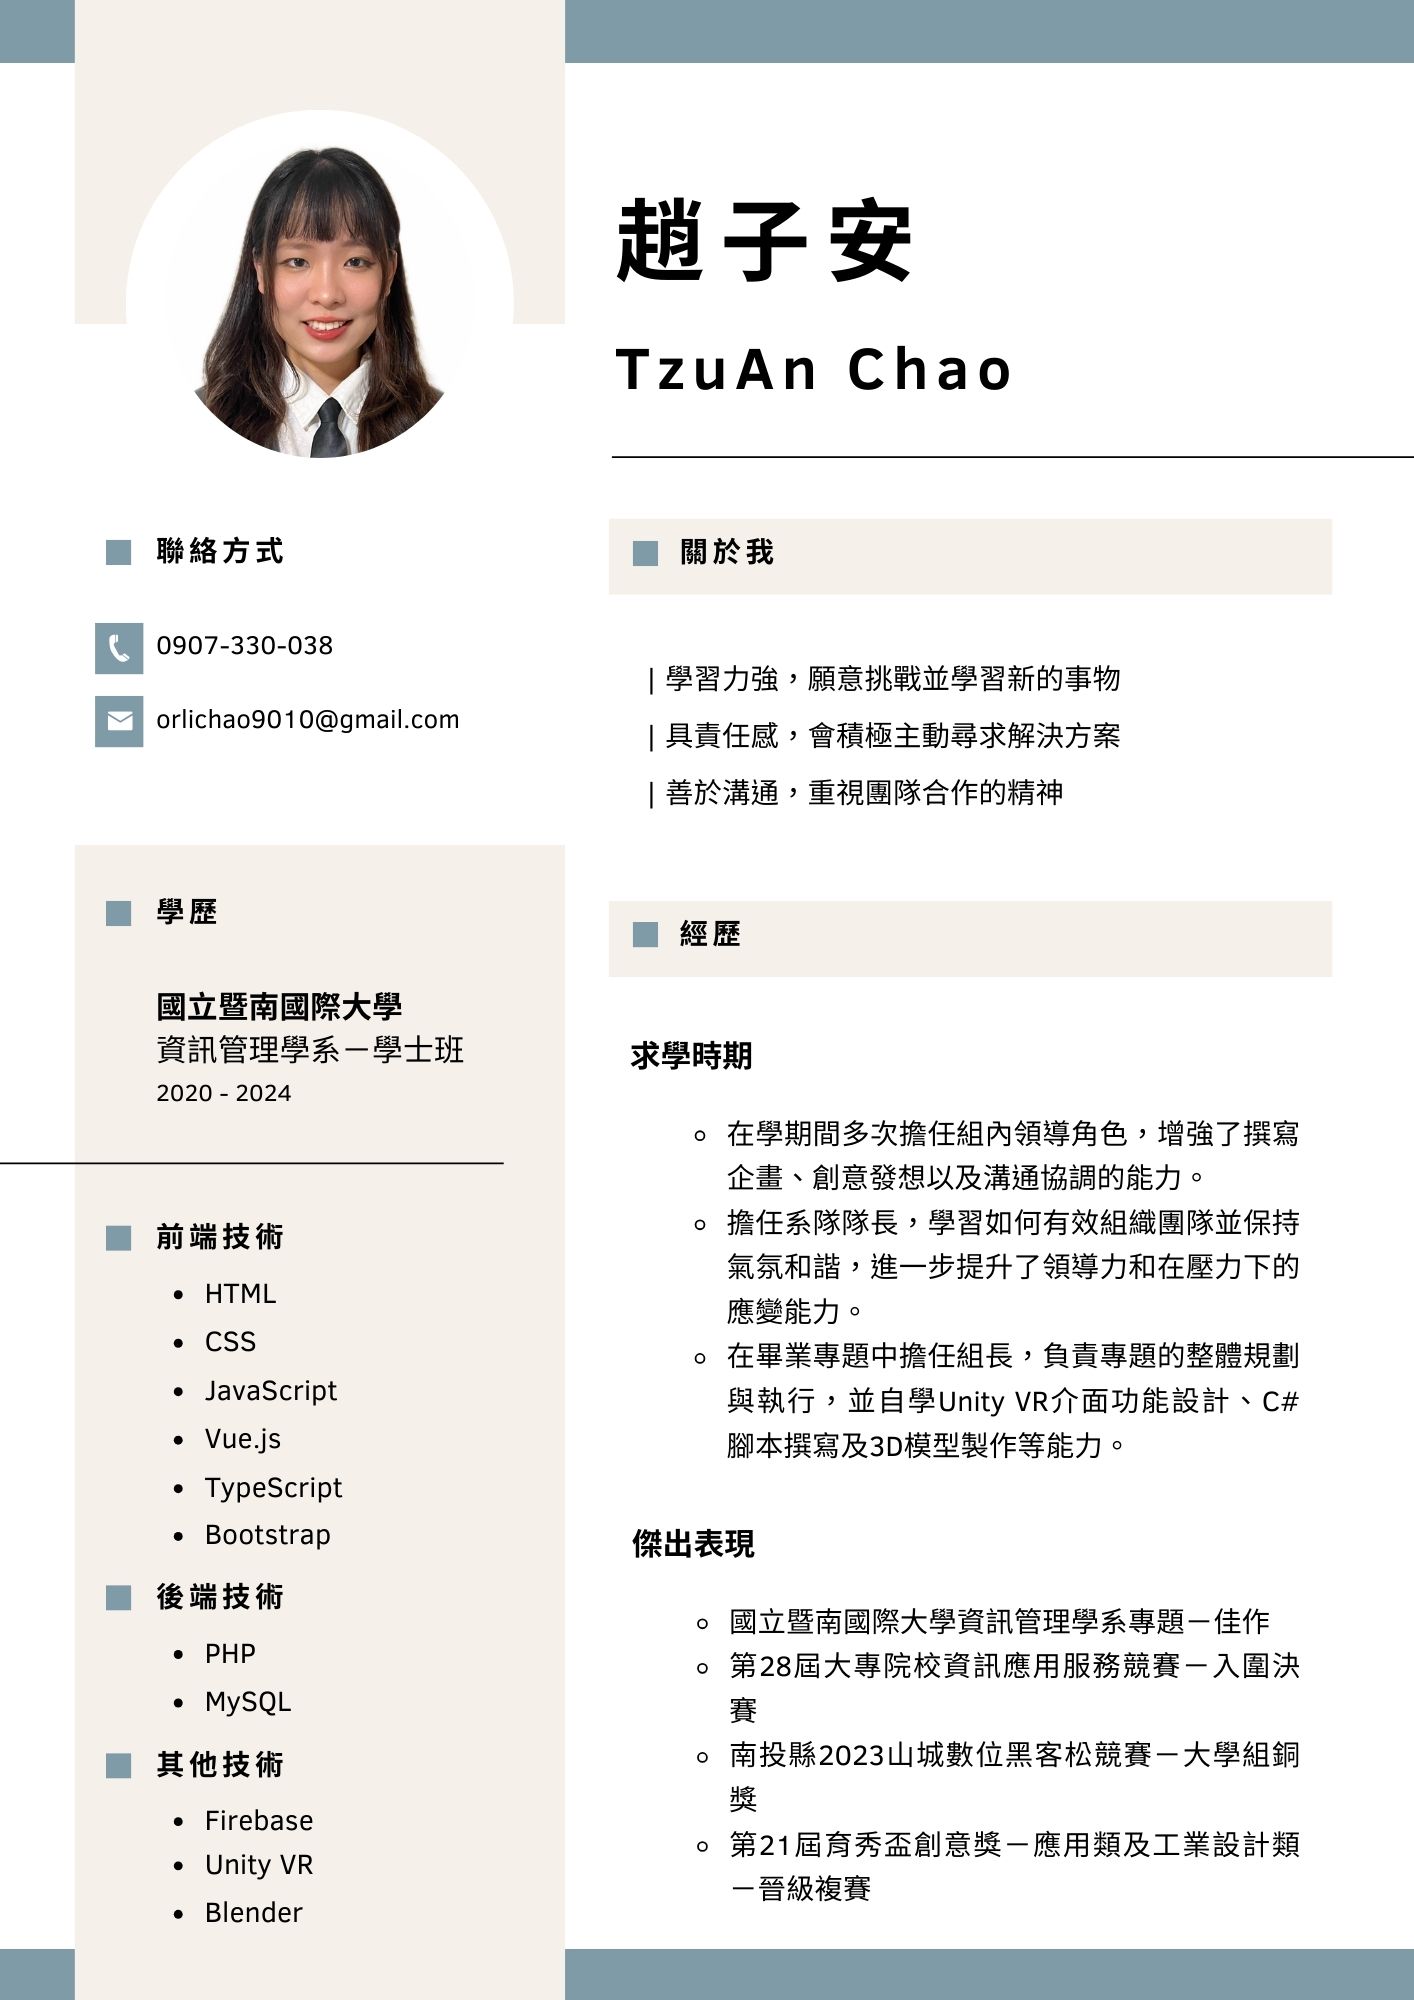 趙子安
TzuAn Chao
聯絡方式
0907-330-038
orlichao9010@gmail.com
學歷
國立暨南國際大學
資訊管理學系－學士班
2020 - 2024
前端技術
• HTML
• CSS
• JavaScript
• Vue.js
• TypeScript
• Bootstrap
後端技術
• PHP
• MySQL
其他技術
• Firebase
• Unity VR
• Blender
關於我
| 學習力強，願意挑戰並學習新的事物
| 具責任感，會積極主動尋求解決方案
| 善於溝通，重視團隊合作的精神
經歷
求學時期
◦ 在學期間多次擔任組內領導角色，增強了撰寫
企畫、創意發想以及溝通協調的能力。
◦ 擔任系隊隊長，學習如何有效組織團隊並保持
氣氛和諧，進一步提升了領導力和在壓力下的
應變能力。
◦ 在畢業專題中擔任組長，負責專題的整體規劃
與執行，並自學Unity VR介面功能設計、C#
腳本撰寫及3D模型製作等能力。
傑出表現
◦ 國立暨南國際大學資訊管理學系專題－佳作
◦ 第28屆大專院校資訊應用服務競賽－入圍決
賽
◦ 南投縣2023山城數位黑客松競賽－大學組銅
獎
◦ 第21屆育秀盃創意獎－應用類及工業設計類
－晉級複賽